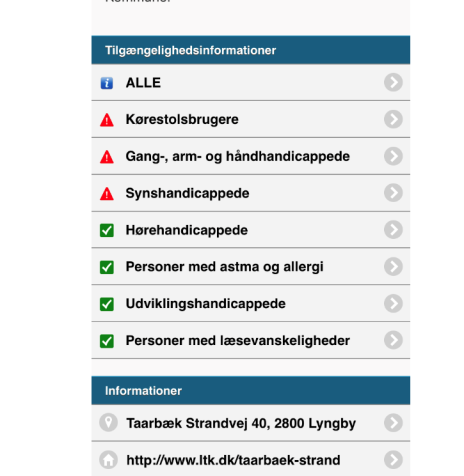 Tilgængelighedsinformationer
ALLE
Kørestolsbrugere
Gang-, arm- og håndhandicappede
Synshandicappede
Hørehandicappede
Personer med astma og allergi
Udviklingshandicappede
Personer med læsevanskeligheder
Informationer
Taarbæk Strandvej 40, 2800 Lyngby
http://www.ltk.dk/taarbaek-strand